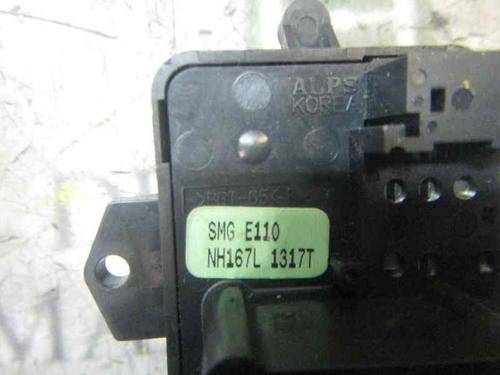 ALPS
KOREA
SMG E110
NH167L 1317T